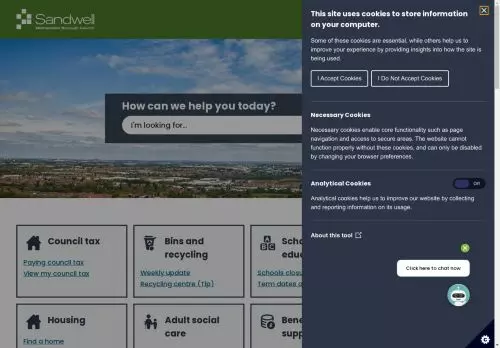 Sandwell
Metropolitan Borough Council
How can we help you today?
I'm looking for...
Council tax
Paying council tax
View my council tax
Bins and
recycling
Weekly update
Recycling centre (Tip)
Scho
educ
Schools closu
Term dates a
Housing
Find a home
Adult social
care
Bene
suppo
This site uses cookies to store information
on your computer.
Some of these cookies are essential, while others help us to
improve your experience by providing insights into how the site is
being used.
I Accept Cookies
I Do Not Accept Cookies
Necessary Cookies
Necessary cookies enable core functionality such as page
navigation and access to secure areas. The website cannot
function properly without these cookies, and can only be disabled
by changing your browser preferences.
Analytical Cookies
Off
Analytical cookies help us to improve our website by collecting
and reporting information on its usage.
About this tool
Click here to chat now